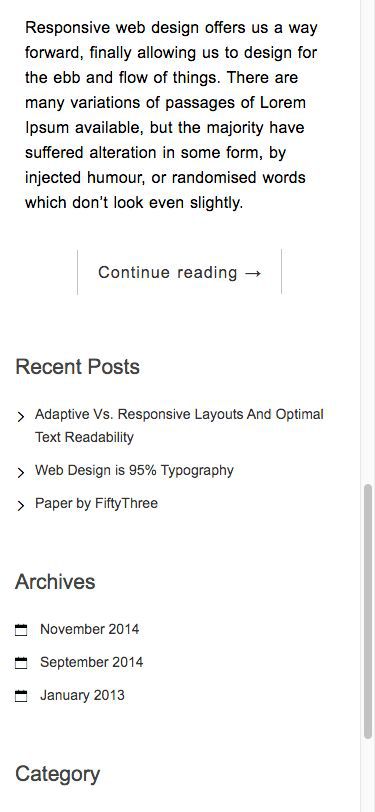 Responsive web design offers us a way
forward, finally allowing us to design for
the ebb and flow of things. There are
many variations of passages of Lorem
Ipsum available, but the majority have
suffered alteration in some form, by
injected humour, or randomised words
which don’t look even slightly.
Continue reading →
Recent Posts
Adaptive Vs. Responsive Layouts And Optimal
Text Readability
Web Design is 95% Typography
Paper by FiftyThree
Archives
November 2014
September 2014
January 2013
Category